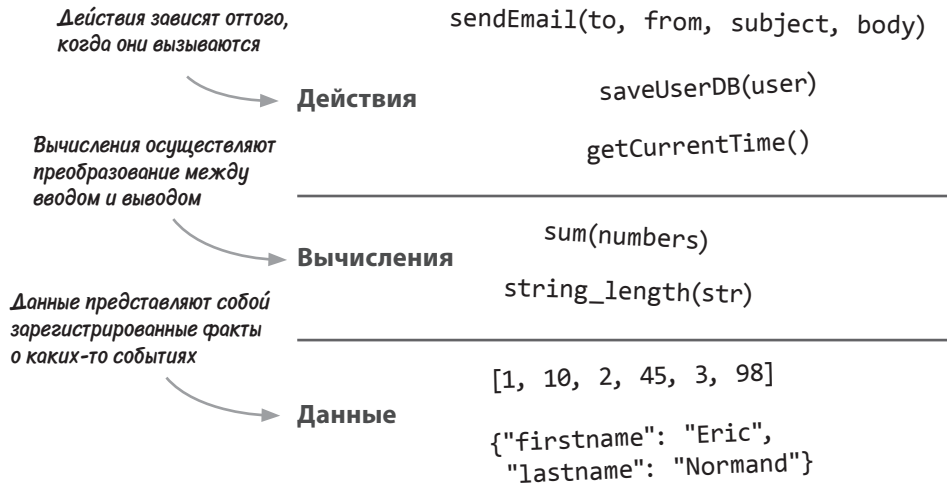 Действия зависят оттого,
когда они вызываются
sendEmail(to, from, subject, body)
Действия
saveUserDB(user)
getCurrentTime()
Вычисления осуществляют
преобразование между
вводом и выводом
sum(numbers)
Вычисления
string_length(str)
Данные представляют собой
зарегистрированные факты
о каких-то событиях
[1, 10, 2, 45, 3, 98]
Данные
{"firstname": "Eric",
"lastname": "Normand"}